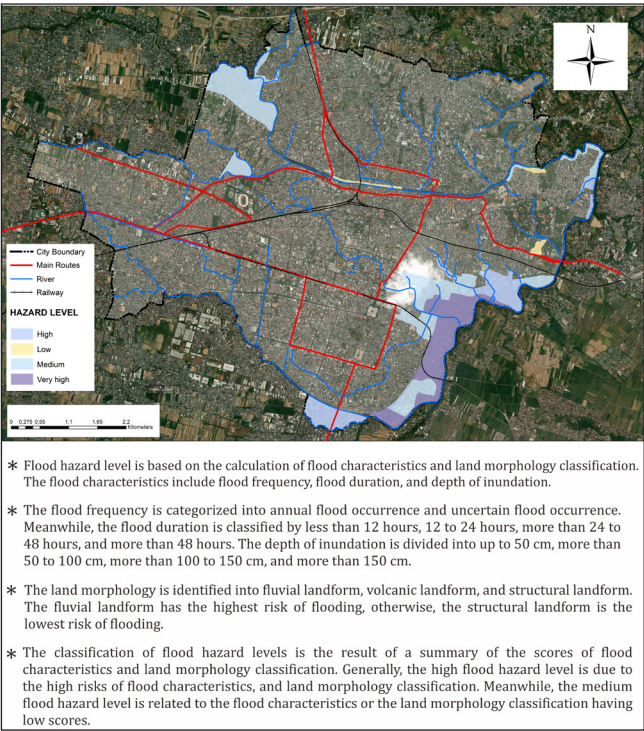 N
City Boundary
Main Routes
River
Railway
HAZARD LEVEL
High
Low
Medium
Very high
0 0,275 0,55 1,1 1,65 2,2
Kilometers
* Flood hazard level is based on the calculation of flood characteristics and land morphology classification.
The flood characteristics include flood frequency, flood duration, and depth of inundation.
* The flood frequency is categorized into annual flood occurrence and uncertain flood occurrence.
Meanwhile, the flood duration is classified by less than 12 hours, 12 to 24 hours, more than 24 to
48 hours, and more than 48 hours. The depth of inundation is divided into up to 50 cm, more than
50 to 100 cm, more than 100 to 150 cm, and more than 150 cm.
* The land morphology is identified into fluvial landform, volcanic landform, and structural landform.
The fluvial landform has the highest risk of flooding, otherwise, the structural landform is the
lowest risk of flooding.
* The classification of flood hazard levels is the result of a summary of the scores of flood
characteristics and land morphology classification. Generally, the high flood hazard level is due to
the high risks of flood characteristics, and land morphology classification. Meanwhile, the medium
flood hazard level is related to the flood characteristics or the land morphology classification having
low scores.